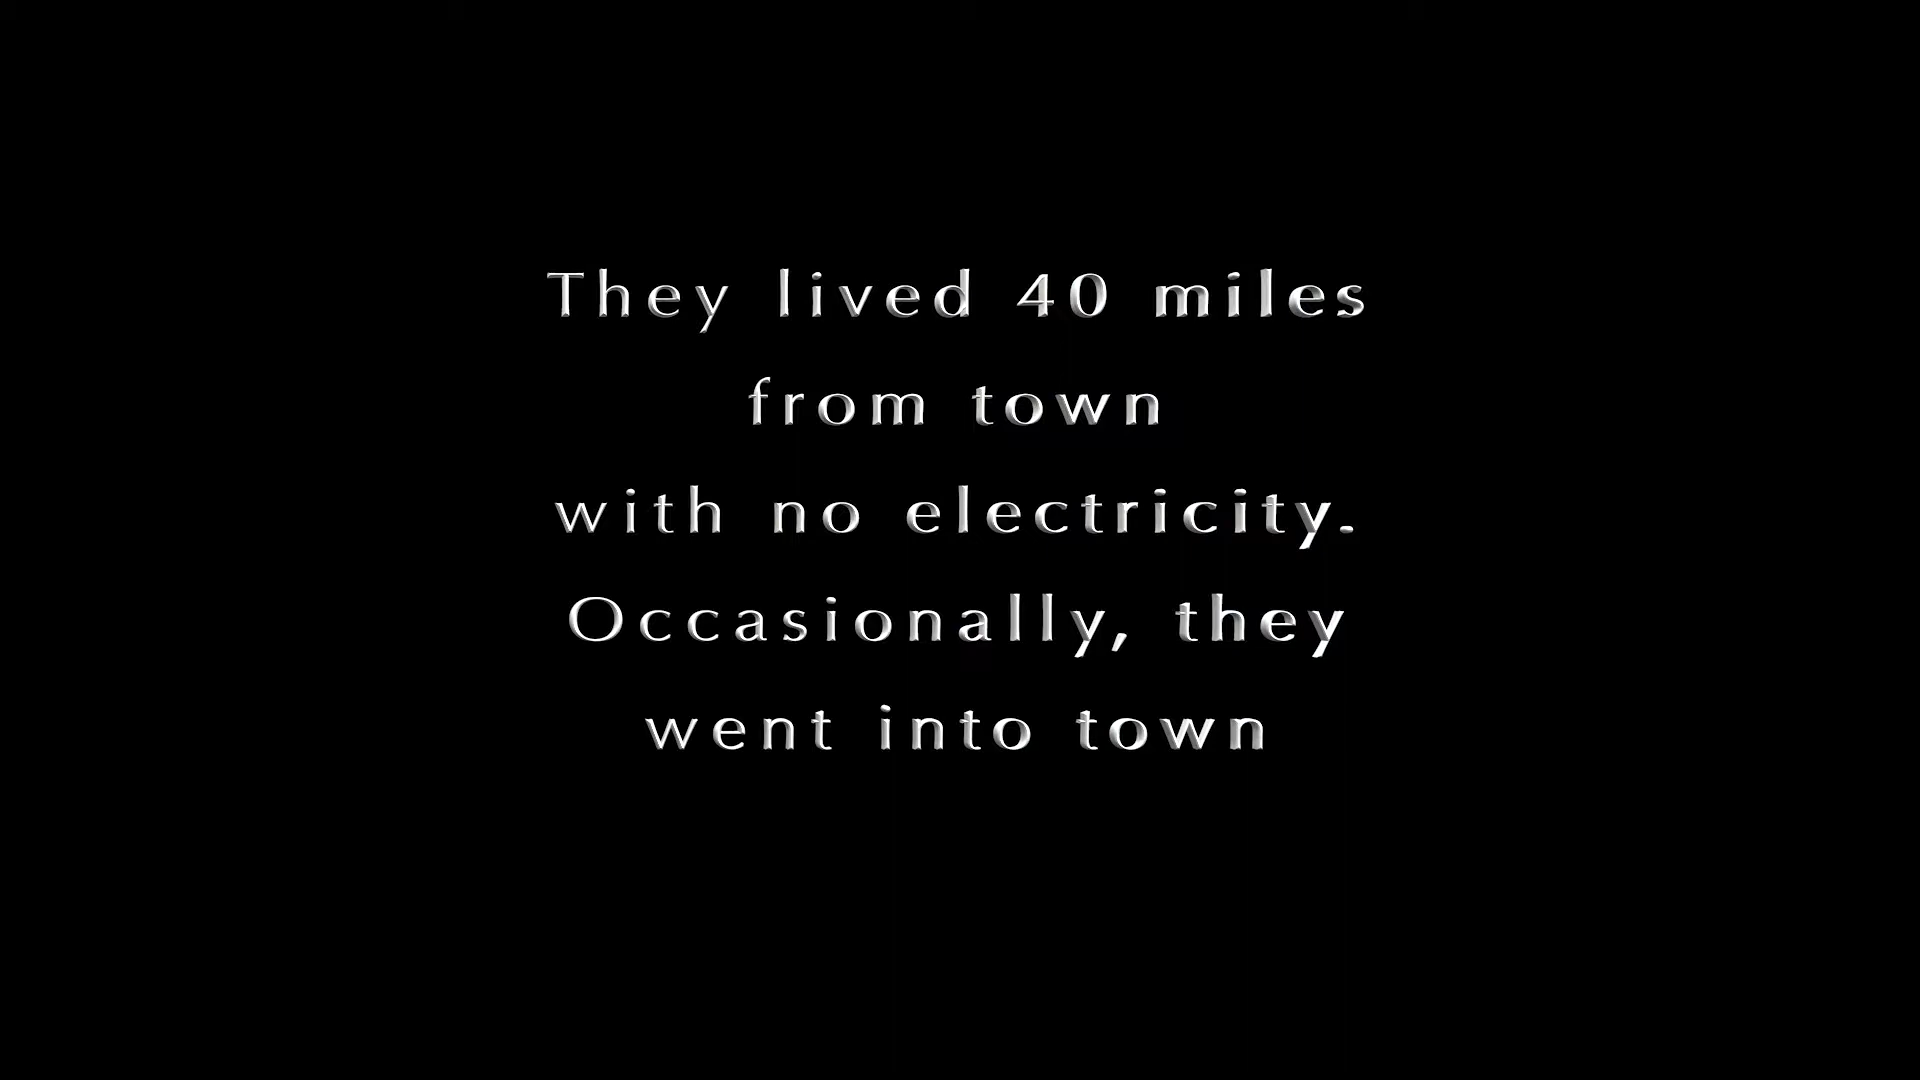 They lived 40 miles
from town
with no electricity.
Occasionally, they
went into town